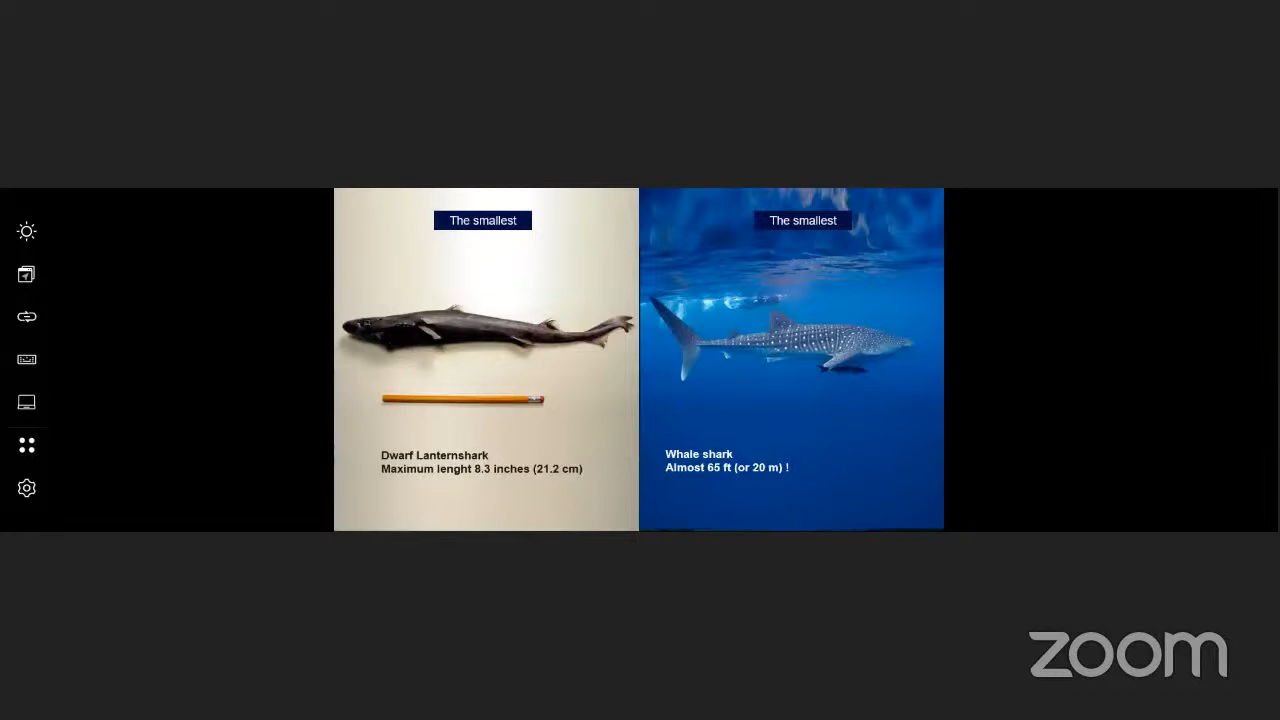 The smallest
Dwarf Lanternshark
Maximum lenght 8.3 inches (21.2 cm)
The smallest
Whale shark
Almost 65 ft (or 20 m) !
zoom